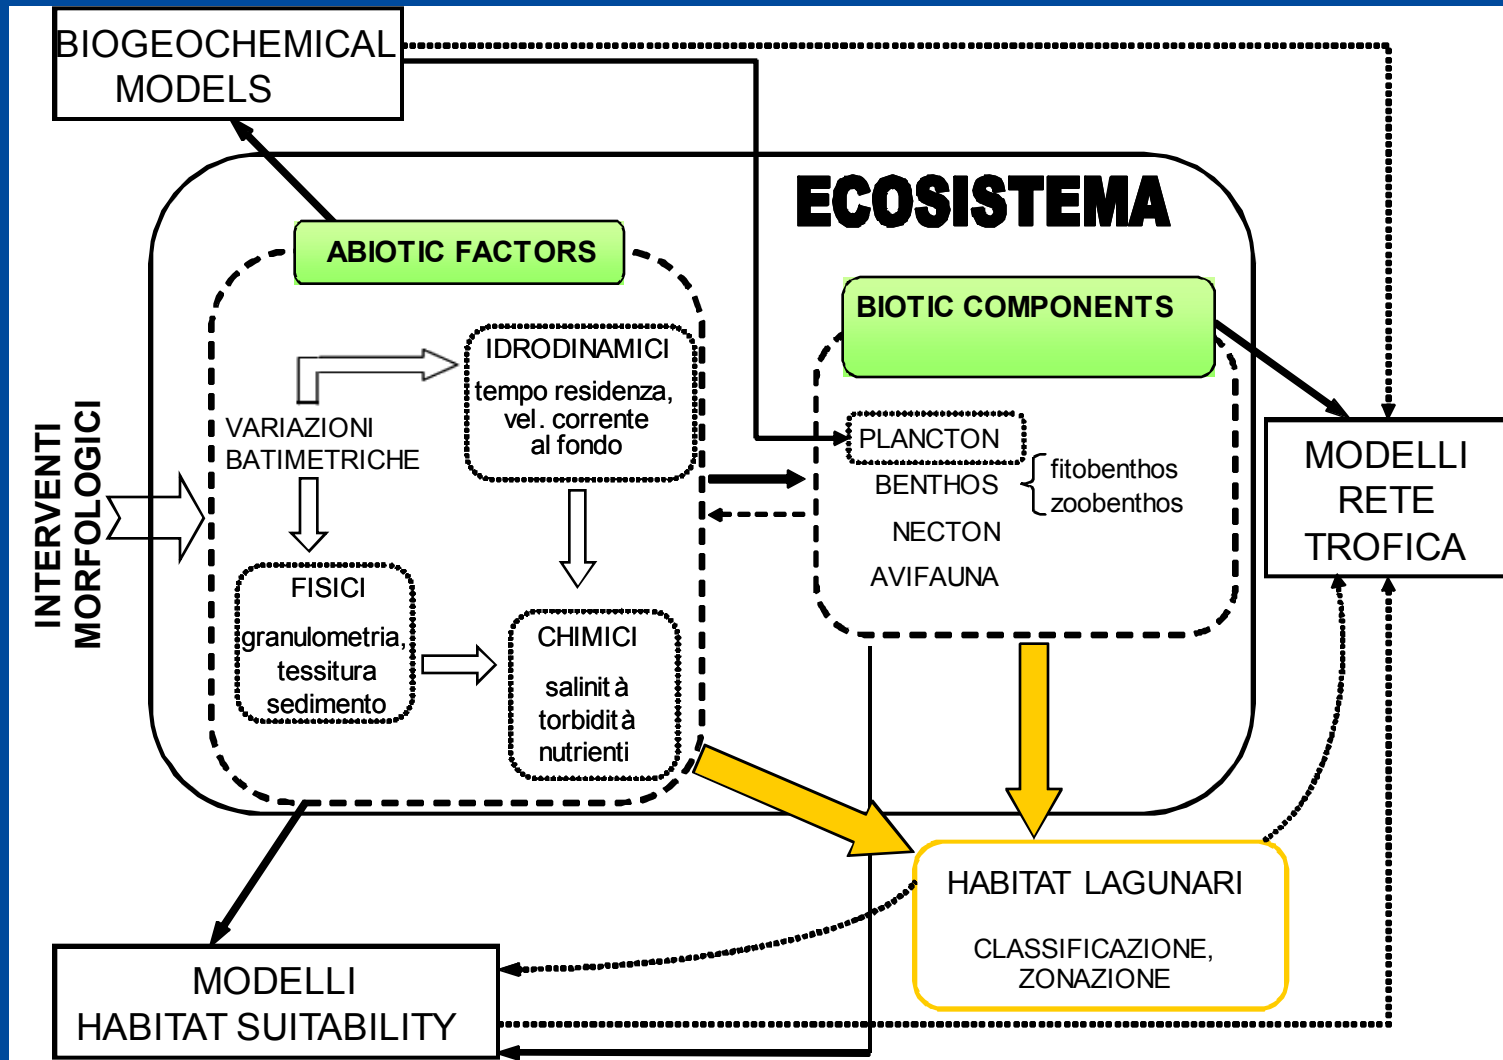 BIOGEOCHEMICAL
MODELS
ECOSISTEMA
ABIOTIC FACTORS
BIOTIC COMPONENTS
IDRODINAMICI
tempo residenza,
vel. corrente
al fondo
VARIAZIONI
BATIMETRICHE
INTERVENTI
MORFOLOGICI
PLANCTON
BENTHOS
fitobenthos
zoobenthos
NECTON
AVIFAUNA
MODELLI
RETE
TROFICA
FISICI
granulometria,
tessitura
sedimento
CHIMICI
salinità
torbidità
nutrienti
HABITAT LAGUNARI
CLASSIFICAZIONE,
ZONAZIONE
MODELLI
HABITAT SUITABILITY